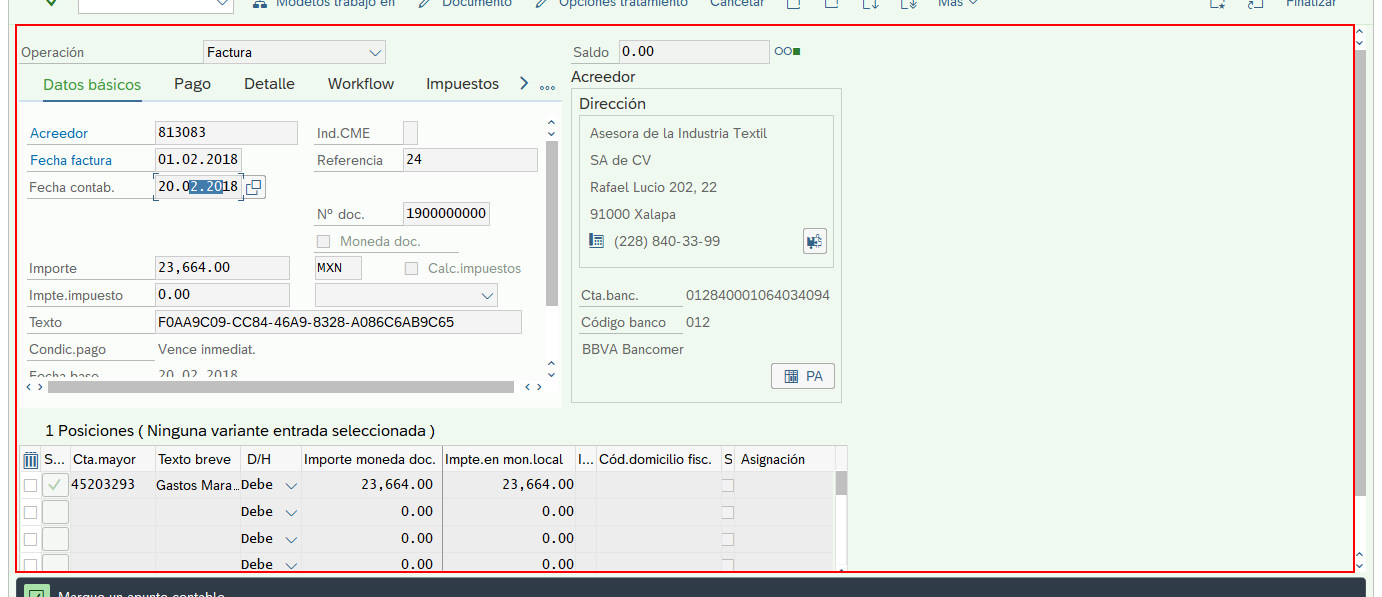 Modelos trabajo en Documento Opciones tratamiento Cancelar Más Finalizar
Operación Factura Saldo 0.00
Datos básicos Pago Detalle Workflow Impuestos
Acreedor
Dirección
Acreedor 813083 Ind.CME Asesora de la Industria Textil
Fecha factura 01.02.2018 Referencia 24 SA de CV
Fecha contab. 20.02.2018 Rafael Lucio 202, 22
Nº doc. 1900000000 91000 Xalapa
Moneda doc. (228) 840-33-99
Importe 23,664.00 MXN Calc.impuestos
Impte.impuesto 0.00 Cta.banc. 012840001064034094
Texto F0AA9C09-CC84-46A9-8328-A086C6AB9C65 Código banco 012
Condic.pago Vence inmediat. BBVA Bancomer
Fecha base 20.02.2018 PA
1 Posiciones ( Ninguna variante entrada seleccionada )
S... Cta.mayor Texto breve D/H Importe moneda doc. Impte.en mon.local I... Cód.domicilio fisc. S Asignación
45203293 Gastos Mara... Debe 23,664.00 23,664.00
Debe 0.00 0.00
Debe 0.00 0.00
Debe 0.00 0.00
Marque un apunte contable